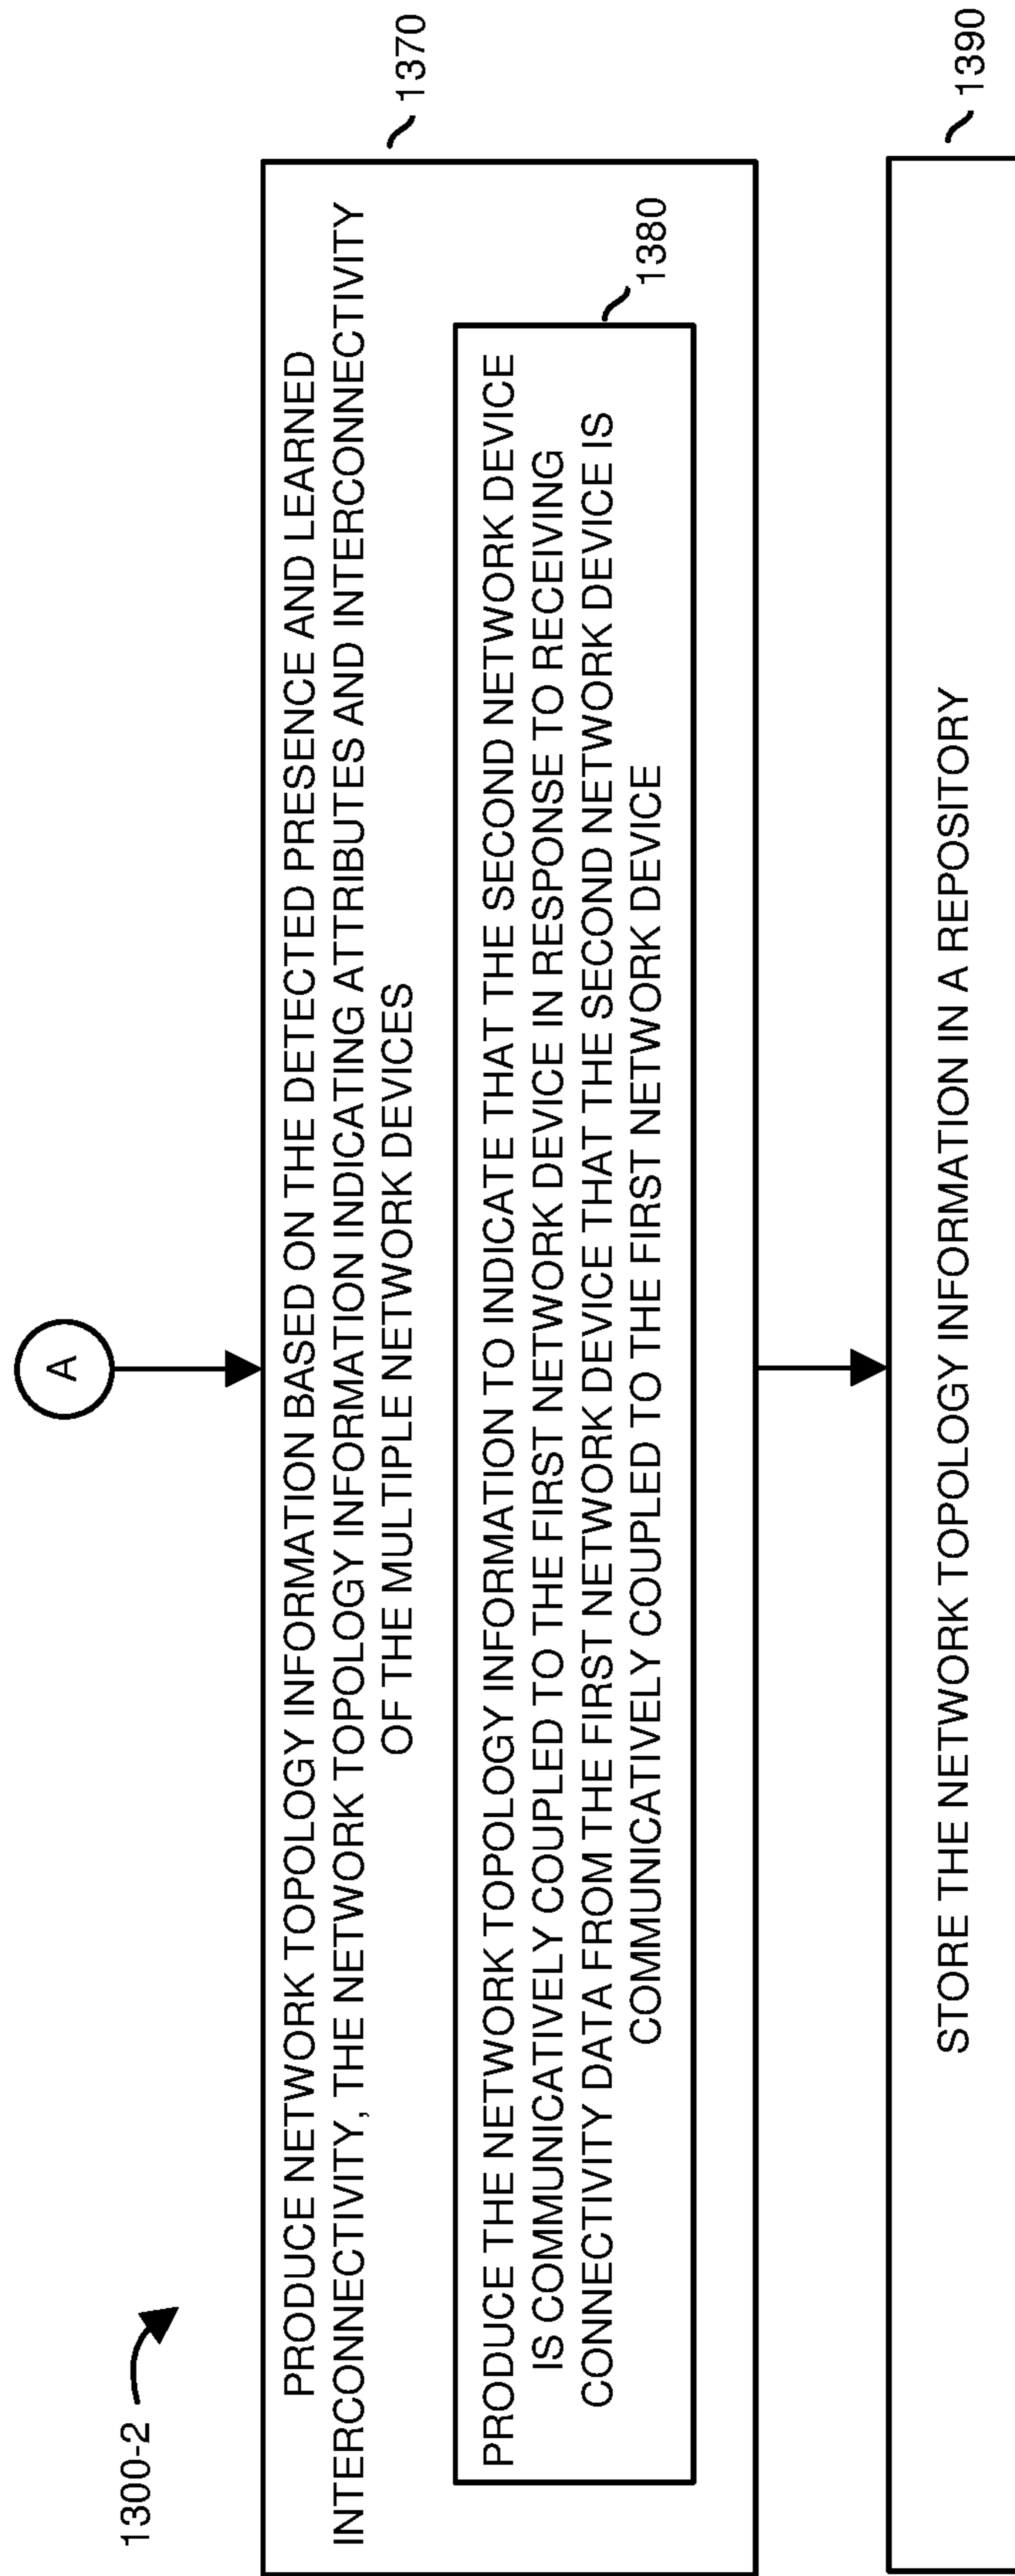 1300-2
A
PRODUCE NETWORK TOPOLOGY INFORMATION BASED ON THE DETECTED PRESENCE AND LEARNED
INTERCONNECTIVITY, THE NETWORK TOPOLOGY INFORMATION INDICATING ATTRIBUTES AND INTERCONNECTIVITY
OF THE MULTIPLE NETWORK DEVICES
1370
PRODUCE THE NETWORK TOPOLOGY INFORMATION TO INDICATE THAT THE SECOND NETWORK DEVICE
IS COMMUNICATIVELY COUPLED TO THE FIRST NETWORK DEVICE IN RESPONSE TO RECEIVING
CONNECTIVITY DATA FROM THE FIRST NETWORK DEVICE THAT THE SECOND NETWORK DEVICE IS
COMMUNICATIVELY COUPLED TO THE FIRST NETWORK DEVICE
1380
STORE THE NETWORK TOPOLOGY INFORMATION IN A REPOSITORY
1390